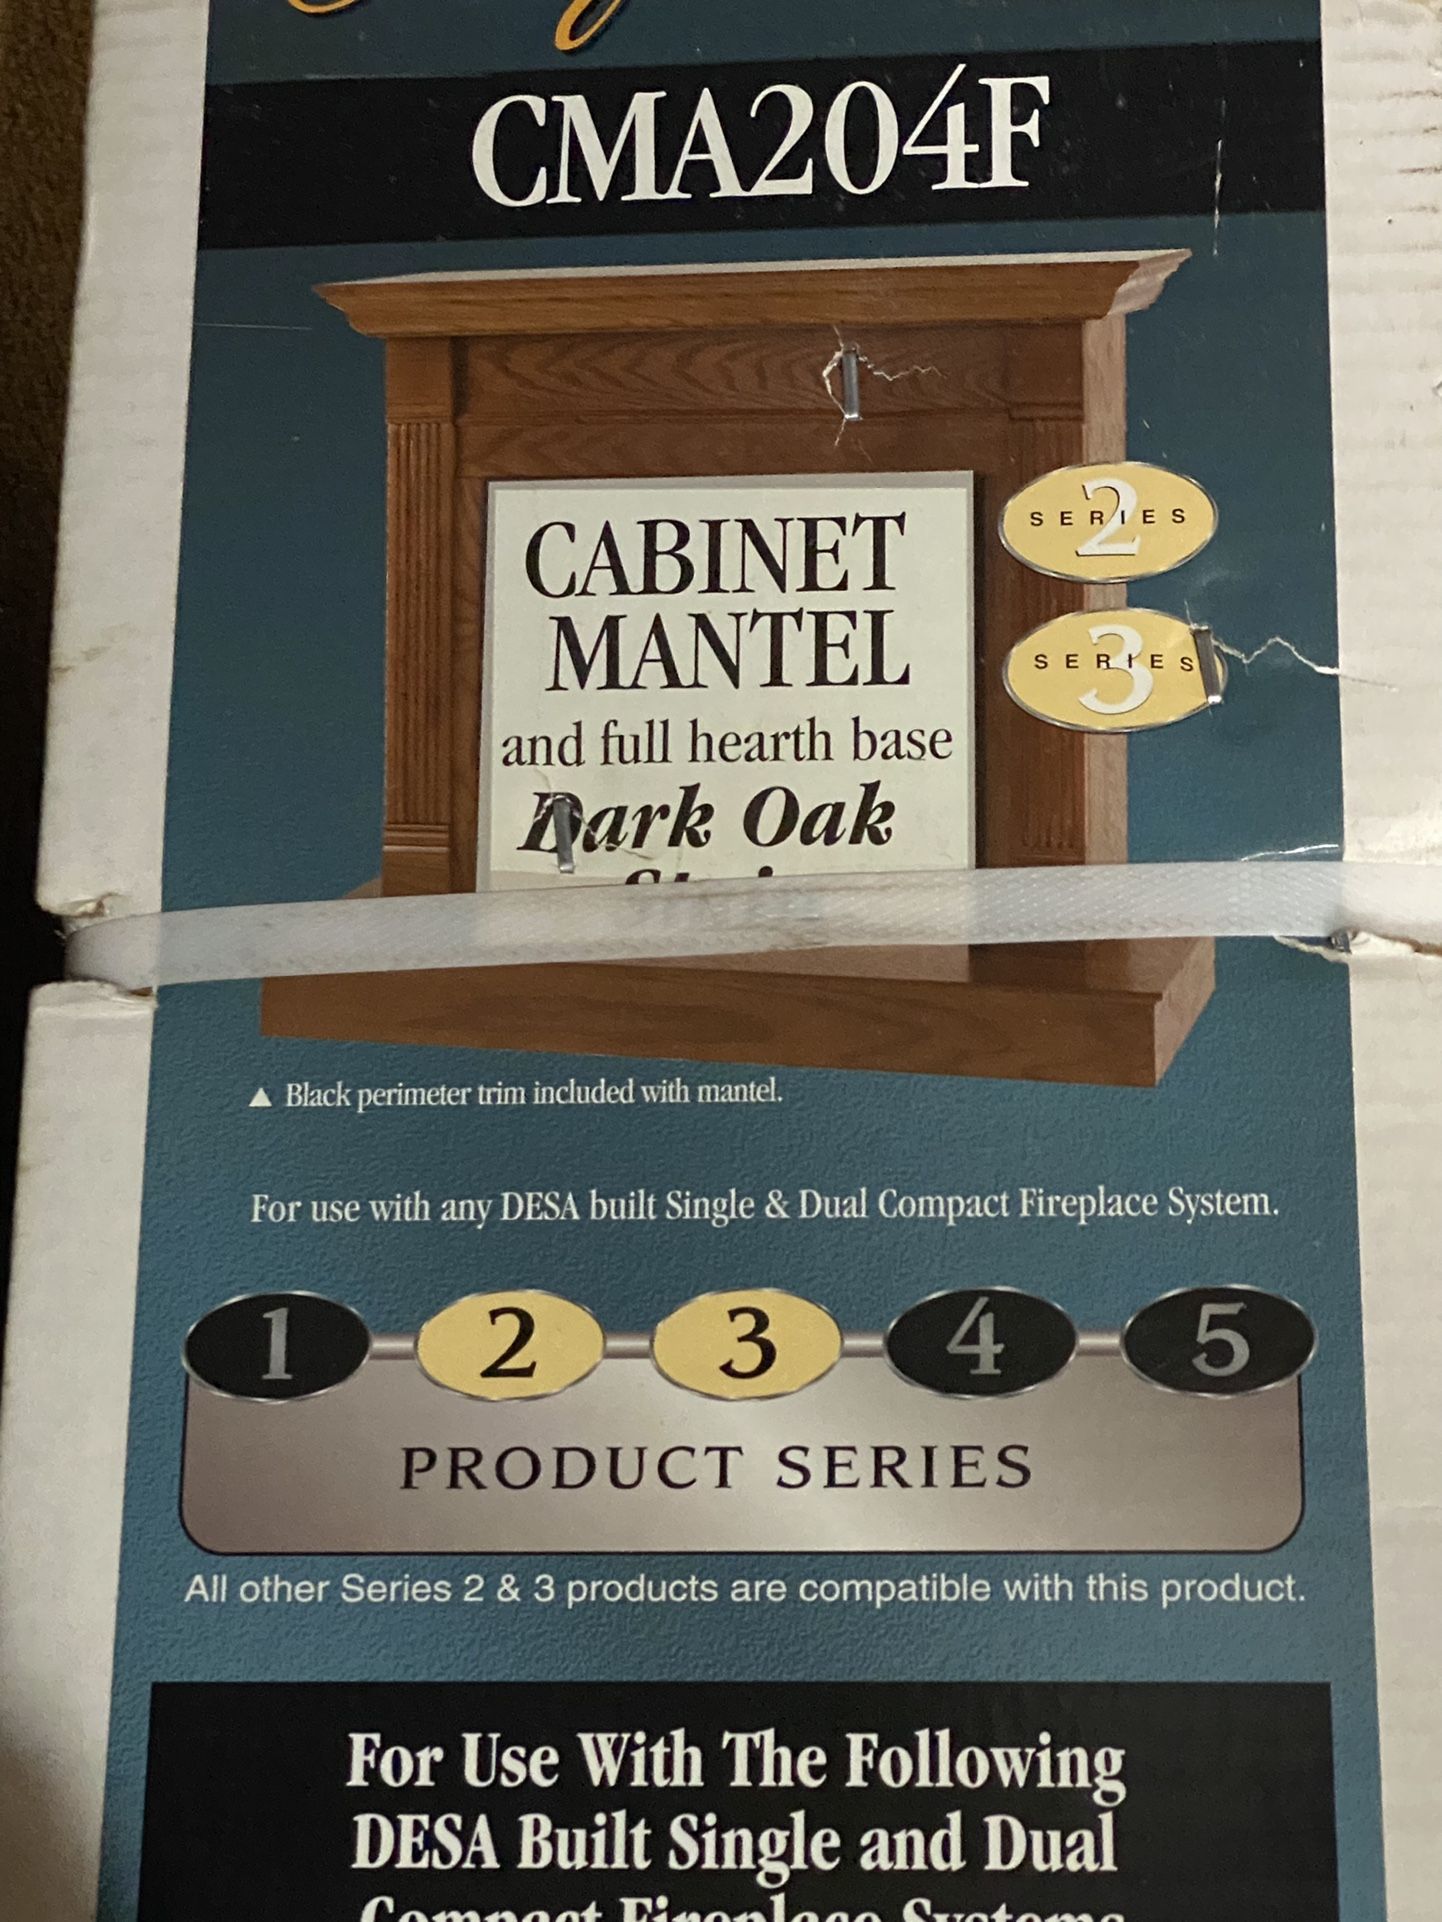 CMA204F
CABINET
MANTEL
and full hearth base
Dark Oak
2
SERIES
3
SERIES
▲ Black perimeter trim included with mantel.
For use with any DESA built Single & Dual Compact Fireplace System.
1 2 3 4 5
PRODUCT SERIES
All other Series 2 & 3 products are compatible with this product.
For Use With The Following
DESA Built Single and Dual
Compact Fireplace Systems